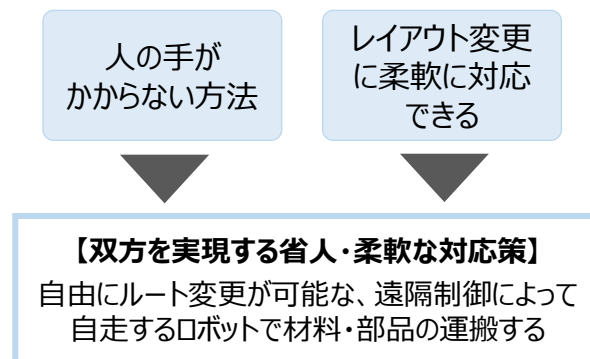 人の手が
かからない方法
レイアウト変更
に柔軟に対応
できる
【双方を実現する省人・柔軟な対応策】
自由にルート変更が可能な、遠隔制御によって
自走するロボットで材料・部品の運搬する